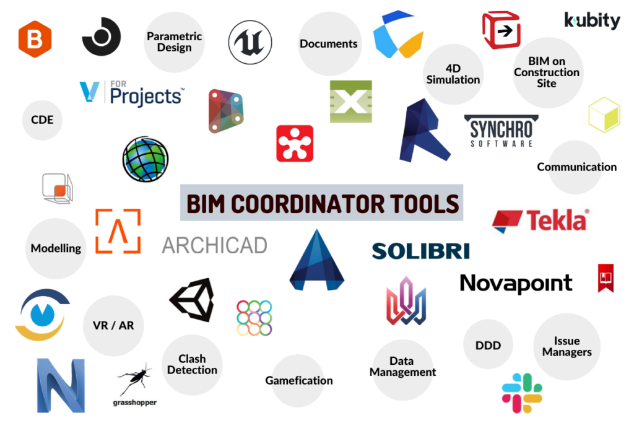 B
Parametric
Design
Documents
kubity
4D
Simulation
BIM on
Construction
Site
FOR
Projects™
CDE
X
R
SYNCHRO
SOFTWARE
Communication
BIM COORDINATOR TOOLS
Tekla®
Modelling
ARCHICAD
SOLIBRI
Novapoint
VR / AR
Clash
Detection
Data
Management
DDD
Issue
Managers
Gamefication
N
grasshopper